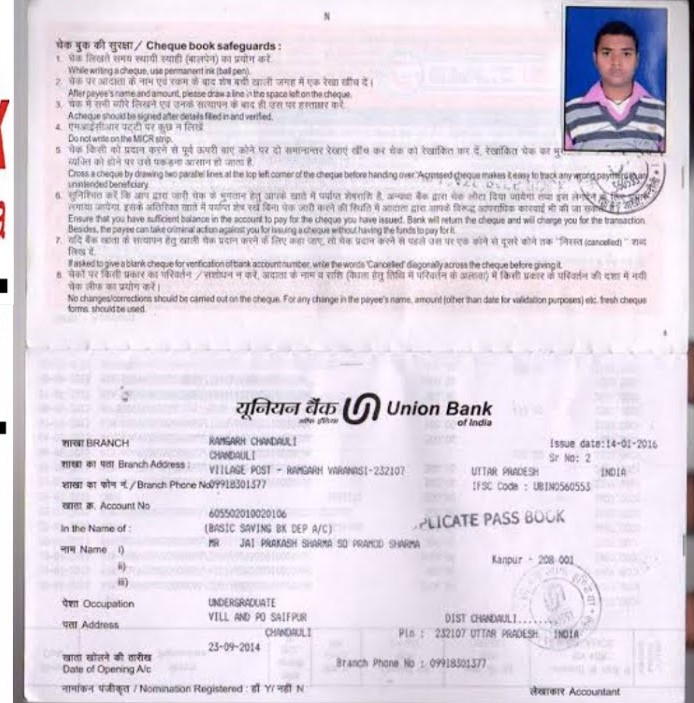 N
चेक बुक की सुरक्षा / Cheque book safeguards :
1. चेक लिखते समय स्थायी स्याही (बालपेन) का प्रयोग करें.
While writing a cheque, use permanent ink (ball pen).
2. चेक पर आदाता के नाम एवं रकम के बाद शेष बची खाली जगह में एक रेखा खींच दें।
After payee's name and amount, please draw a line in the space left on the cheque.
3. चेक में सभी ब्यौरे लिखने एवं उनके सत्यापन के बाद ही उस पर हस्ताक्षर करें.
A cheque should be signed after details filled in and verified.
4. एमआईसीआर पट्टी पर कुछ न लिखें
Do not write on the MICR strip.
5. चेक किसी को प्रदान करने से पूर्व ऊपरी बाएं कोने पर दो समानान्तर रेखाएं खींच कर चेक को रेखांकित कर दें, रेखांकित चेक का
व्यक्ति को होने पर उसे पकड़ना आसान हो जाता है.
Cross a cheque by drawing two parallel lines at the top left corner of the cheque before handing over. A crossed cheque makes it easy to track any wrong payment to any
unintended beneficiary.
6. सुनिश्चित करें कि आप द्वारा जारी चेक के भुगतान हेतु आपके खाते में पर्याप्त शेषराशि है, अन्यथा बैंक द्वारा चेक लौटा दिया जायेगा तथा इस
लगाया जायेगा. इसके अतिरिक्त खाते में पर्याप्त शेष रखे बिना चेक जारी करने की स्थिति में आदाता द्वारा आपके विरूद्ध आपराधिक कारवाई भी की जा
Ensure that you have sufficient balance in the account to pay for the cheque you have issued. Bank will return the cheque and will charge you for the transaction.
Besides, the payee can take criminal action against you for issuing a cheque without having the funds to pay for it.
7. यदि बैंक खाता के सत्यापन हेतु खाली चेक प्रदान करने के लिए कहा जाए, तो चेक प्रदान करने से पहले उस पर एक कोने से दूसरे कोने तक "निरस्त (cancelled)" शब्द
लिख दें.
If asked to give a blank cheque for verification of bank account number, write the words 'Cancelled' diagonally across the cheque before giving it.
8. चेकों पर किसी प्रकार का परिवर्तन / संशोधन न करें, अदाता के नाम व राशि (केवल हेतु तिथि में परिवर्तन के अलावा) में किसी प्रकार के परिवर्तन की दशा में नयी
चेक लीफ का प्रयोग करें।
No changes/corrections should be carried out on the cheque. For any change in the payee's name, amount (other than date for validation purposes) etc. fresh cheque
forms should be used.
यूनियन बैंक Union Bank
of India
शाखा BRANCH RAMGARH CHANDAULI Issue date:14-01-2016
CHANDAULI Sr No: 2
शाखा का पता Branch Address : VIILAGE POST - RAMGARH VARANASI-232107 UTTAR PRADESH INDIA
शाखा का फोन नं./ Branch Phone No09918301377 IFSC Code : UBIN0560553
खाता क्र. Account No 605502010020106
PLICATE PASS BOOK
In the Name of : (BASIC SAVING BK DEP A/C)
नाम Name i) MR JAI PRAKASH SHARMA SO PRAMOD SHARMA
ii) Kanpur - 208 001
iii)
पेशा Occupation UNDERGRADUATE
पता Address VILL AND PO SAIFPUR DIST CHANDAULI......
CHANDAULI Pin : 232107 UTTAR PRADESH INDIA
खाता खोलने की तारीख 23-09-2014
Date of Opening A/c Branch Phone No : 09918301377
नामांकन पंजीकृत / Nomination Registered : हाँ Y/ नहीं N लेखाकार Accountant